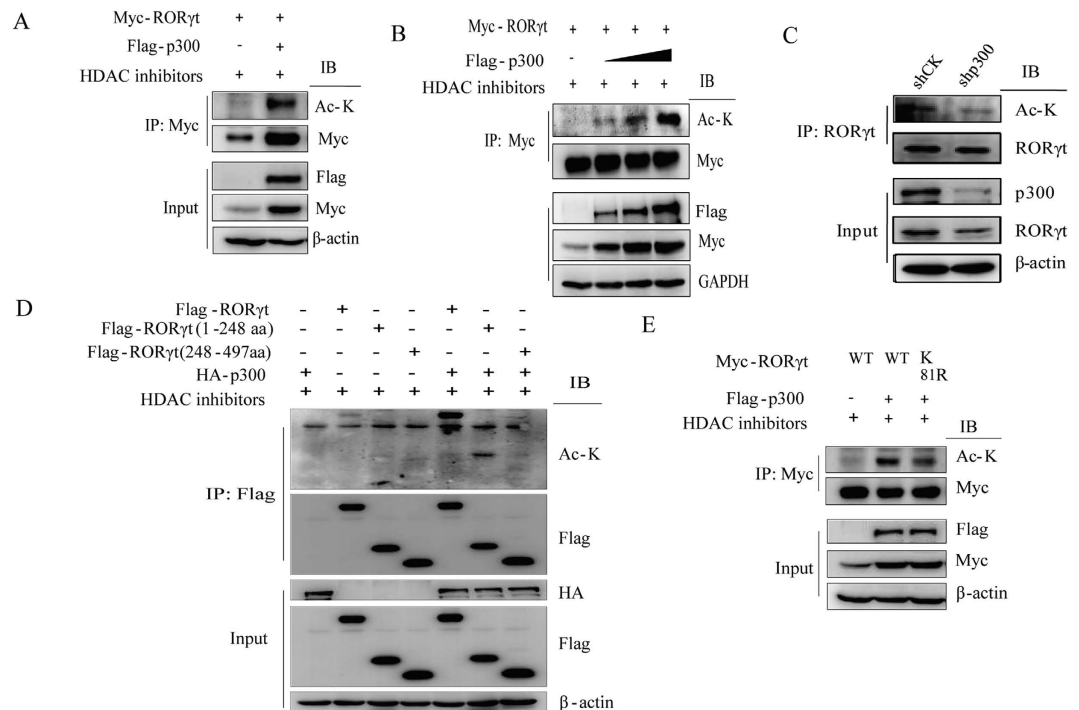 A
Myc-RORγt + +
Flag-p300 - +
HDAC inhibitors + +
IB
IP: Myc
Ac-K
Myc
Input
Flag
Myc
β-actin
B
Myc-RORγt + + + +
Flag-p300 -
HDAC inhibitors + + + +
IB
IP: Myc
Ac-K
Myc
Flag
Myc
GAPDH
C
shCK shp300
IB
IP: RORγt
Ac-K
RORγt
Input
p300
RORγt
β-actin
D
Flag-RORγt - + - - + - -
Flag-RORγt(1-248 aa) - - + - - + -
Flag-RORγt(248-497aa) - - - + - - +
HA-p300 + - - - + + +
HDAC inhibitors + + + + + + +
IB
IP: Flag
Ac-K
Flag
Input
HA
Flag
β-actin
E
Myc-RORγt WT WT K
81R
Flag-p300 - + +
HDAC inhibitors + + +
IB
IP: Myc
Ac-K
Myc
Input
Flag
Myc
β-actin